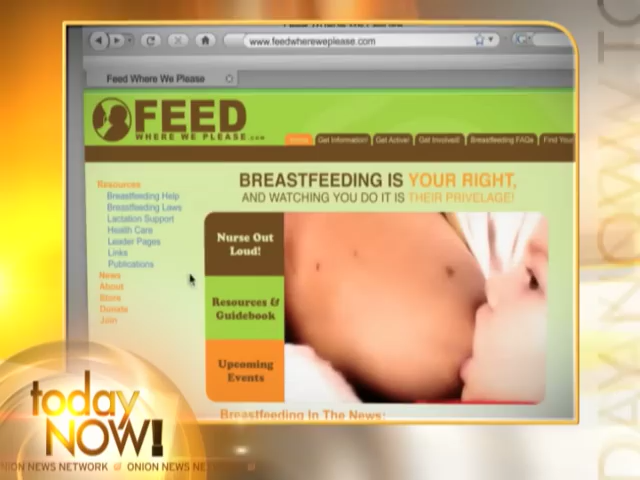 www.feedwhereweplease.com
Feed Where We Please
FEED
WHERE WE PLEASE.COM
Home Get Information! Get Active! Get Involved! Breastfeeding FAQs Find Your
BREASTFEEDING IS YOUR RIGHT,
AND WATCHING YOU DO IT IS THEIR PRIVELAGE!
Resources
Breastfeeding Help
Breastfeeding Laws
Lactation Support
Health Care
Leader Pages
Links
Publications
News
About
Store
Donate
Join
Nurse Out
Loud!
Resources &
Guidebook
Upcoming
Events
Breastfeeding In The News:
today
NOW!
ONION NEWS NETWORK ONION NEWS NET